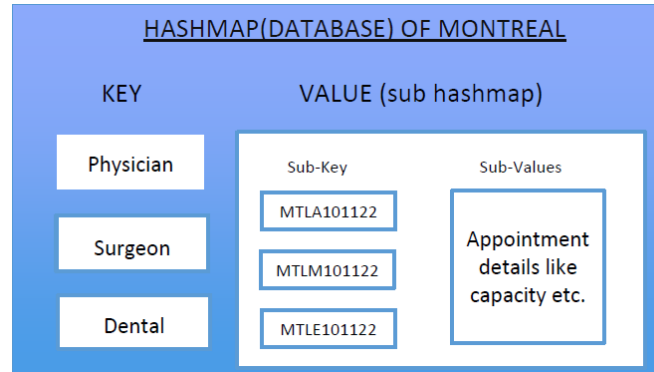 HASHMAP(DATABASE) OF MONTREAL
KEY
VALUE (sub hashmap)
Physician
Surgeon
Dental
Sub-Key
Sub-Values
MTLA101122
MTLM101122
MTLE101122
Appointment
details like
capacity etc.